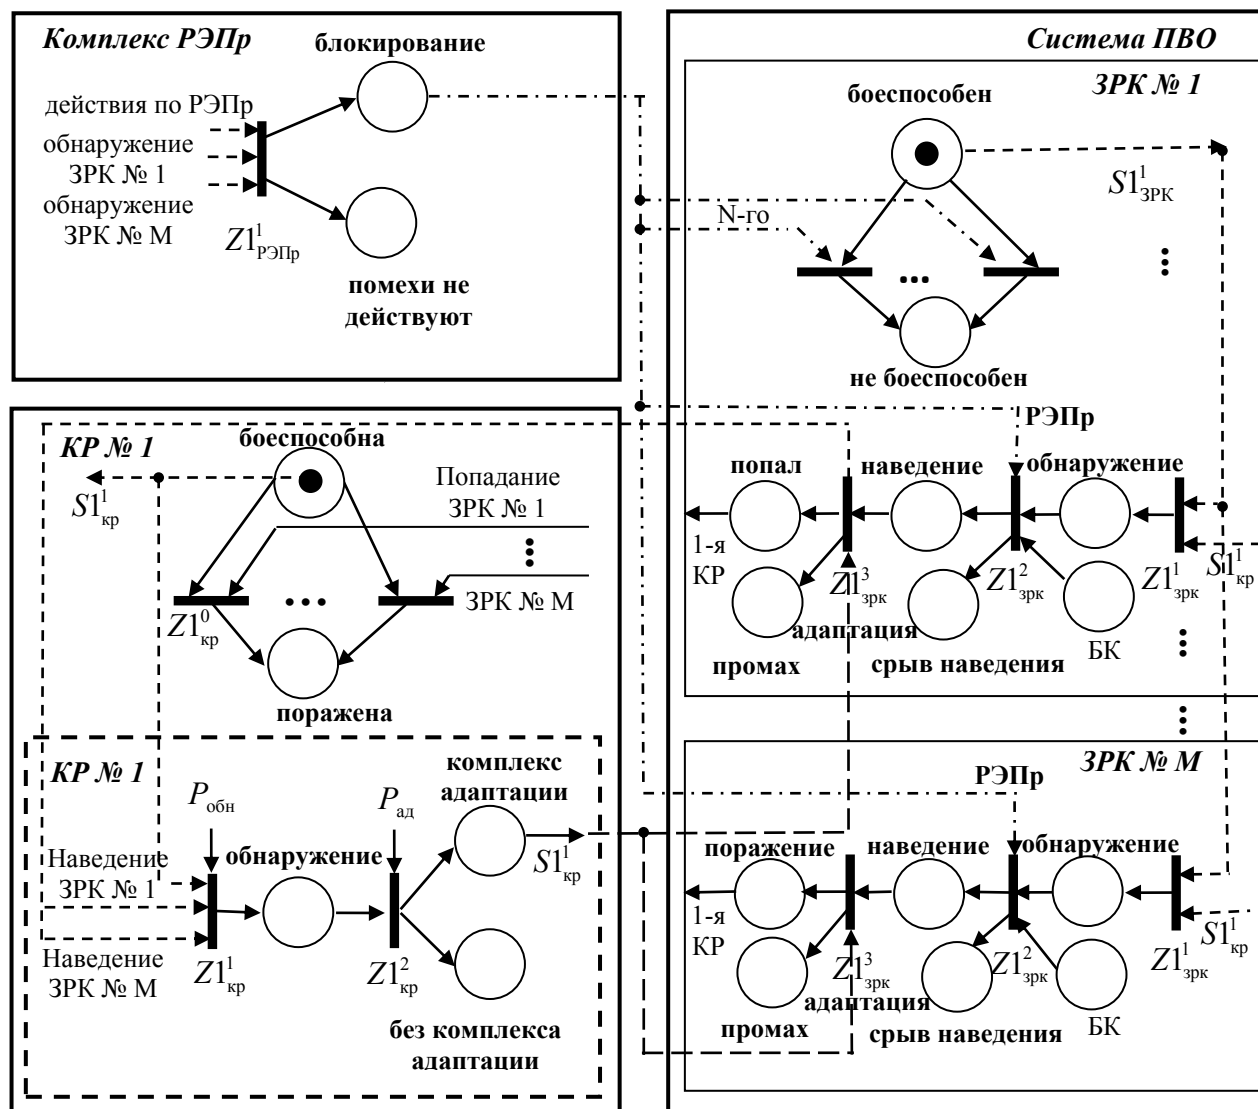 Комплекс РЭПр
блокирование
действия по РЭПр
обнаружение
ЗРК № 1
обнаружение
ЗРК № М
Z1¹РЭПр
помехи не
действуют
Система ПВО
ЗРК № 1
боеспособен
S1¹ЗРК
N-го
...
не боеспособен
РЭПр
попал
наведение
обнаружение
1-я
КР
Z1³зрк
Z1²зрк
Z1¹зрк
S1¹кр
адаптация
промах
срыв наведения
БК
КР № 1
боеспособна
S1¹кр
Попадание
ЗРК № 1
ЗРК № М
Z1⁰кр
...
поражена
КР № 1
комплекс
адаптации
Pобн
Pад
обнаружение
S1¹кр
Наведение
ЗРК № 1
Наведение
ЗРК № М
Z1¹кр
Z1²кр
без комплекса
адаптации
ЗРК № М
РЭПр
поражение
наведение
обнаружение
1-я
КР
Z1³зрк
Z1²зрк
Z1¹зрк
S1¹кр
адаптация
промах
срыв наведения
БК